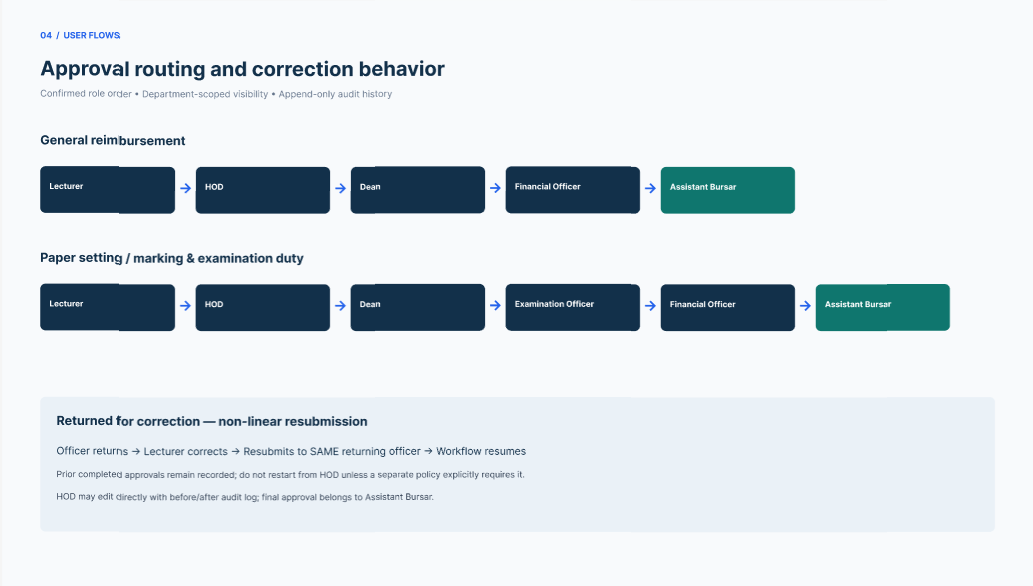 04 / USER FLOWS
Approval routing and correction behavior
Confirmed role order • Department-scoped visibility • Append-only audit history
General reimbursement
Lecturer → HOD → Dean → Financial Officer → Assistant Bursar
Paper setting / marking & examination duty
Lecturer → HOD → Dean → Examination Officer → Financial Officer → Assistant Bursar
Returned for correction — non-linear resubmission
Officer returns → Lecturer corrects → Resubmits to SAME returning officer → Workflow resumes
Prior completed approvals remain recorded; do not restart from HOD unless a separate policy explicitly requires it.
HOD may edit directly with before/after audit log; final approval belongs to Assistant Bursar.